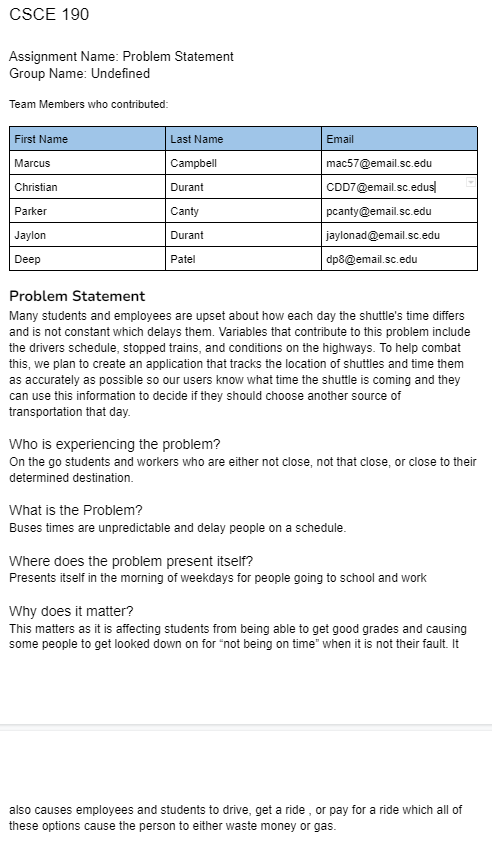 CSCE 190
Assignment Name: Problem Statement
Group Name: Undefined
Team Members who contributed:
First Name Last Name Email
Marcus Campbell mac57@email.sc.edu
Christian Durant CDD7@email.sc.edus
Parker Canty pcanty@email.sc.edu
Jaylon Durant jaylonad@email.sc.edu
Deep Patel dp8@email.sc.edu
Problem Statement
Many students and employees are upset about how each day the shuttle's time differs
and is not constant which delays them. Variables that contribute to this problem include
the drivers schedule, stopped trains, and conditions on the highways. To help combat
this, we plan to create an application that tracks the location of shuttles and time them
as accurately as possible so our users know what time the shuttle is coming and they
can use this information to decide if they should choose another source of
transportation that day.
Who is experiencing the problem?
On the go students and workers who are either not close, not that close, or close to their
determined destination.
What is the Problem?
Buses times are unpredictable and delay people on a schedule.
Where does the problem present itself?
Presents itself in the morning of weekdays for people going to school and work
Why does it matter?
This matters as it is affecting students from being able to get good grades and causing
some people to get looked down on for “not being on time” when it is not their fault. It
also causes employees and students to drive, get a ride , or pay for a ride which all of
these options cause the person to either waste money or gas.